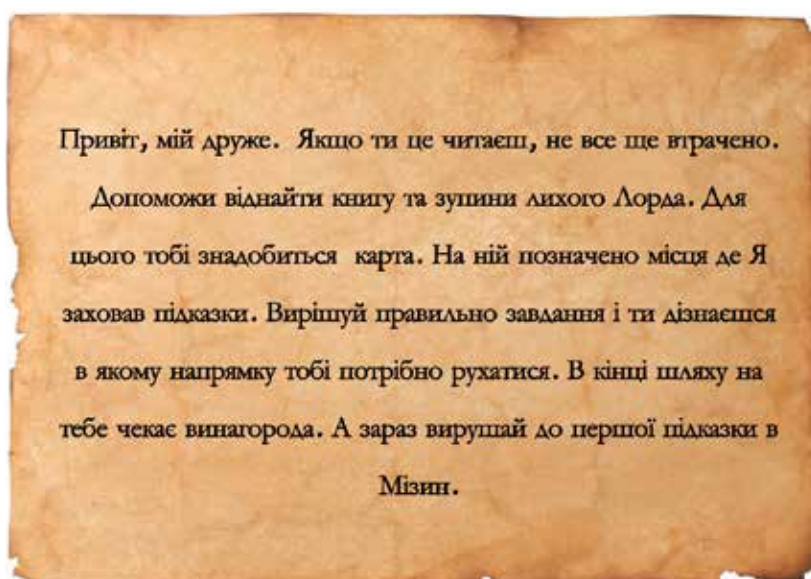 Привіт, мій друже. Якщо ти це читаєш, не все ще втрачено.
Допоможи віднайти книгу та зупини лихого Лорда. Для
цього тобі знадобиться карта. На ній позначено місця де Я
заховав підказки. Вирішуй правильно завдання і ти дізнаєшся
в якому напрямку тобі потрібно рухатися. В кінці шляху на
тебе чекає винагорода. А зараз вирушай до першої підказки в
Мізин.